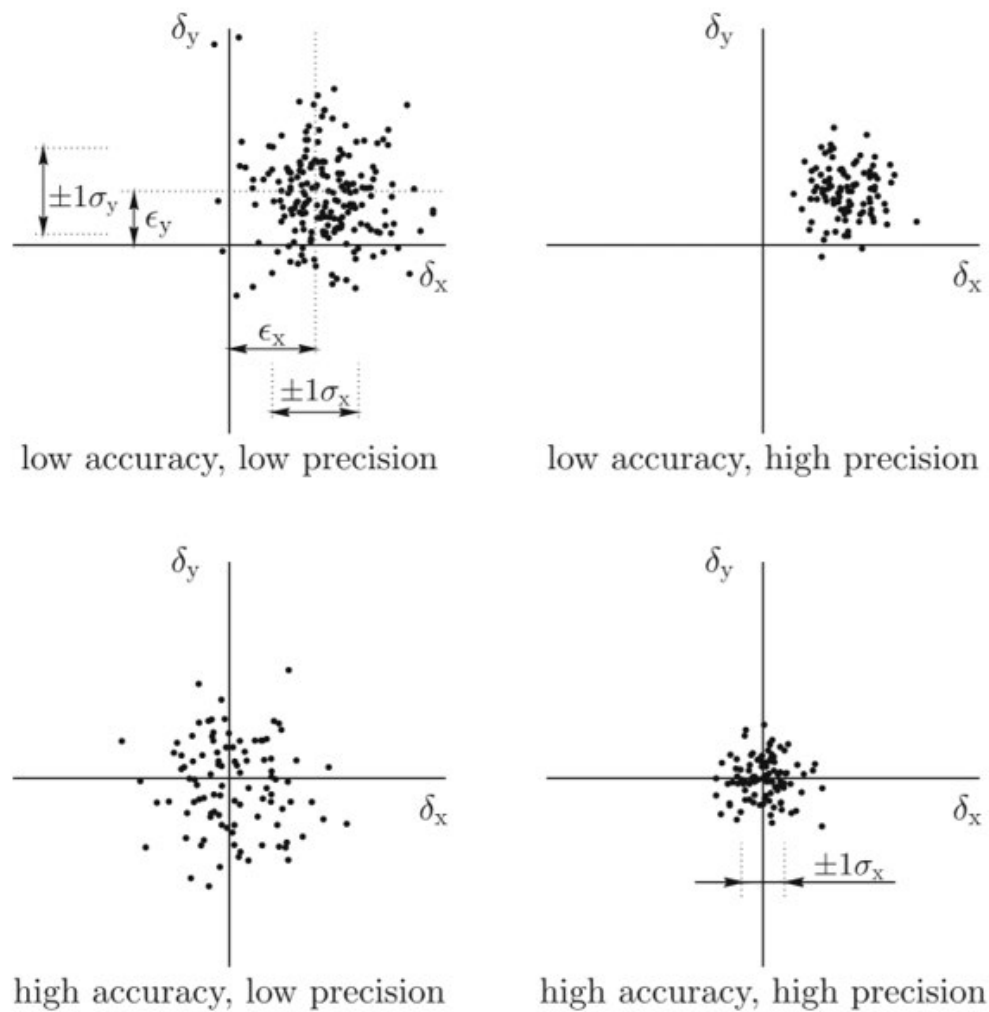 δy
±1σy
ϵy
δx
ϵx
±1σx
low accuracy, low precision
δy
δx
low accuracy, high precision
δy
δx
high accuracy, low precision
δy
δx
±1σx
high accuracy, high precision